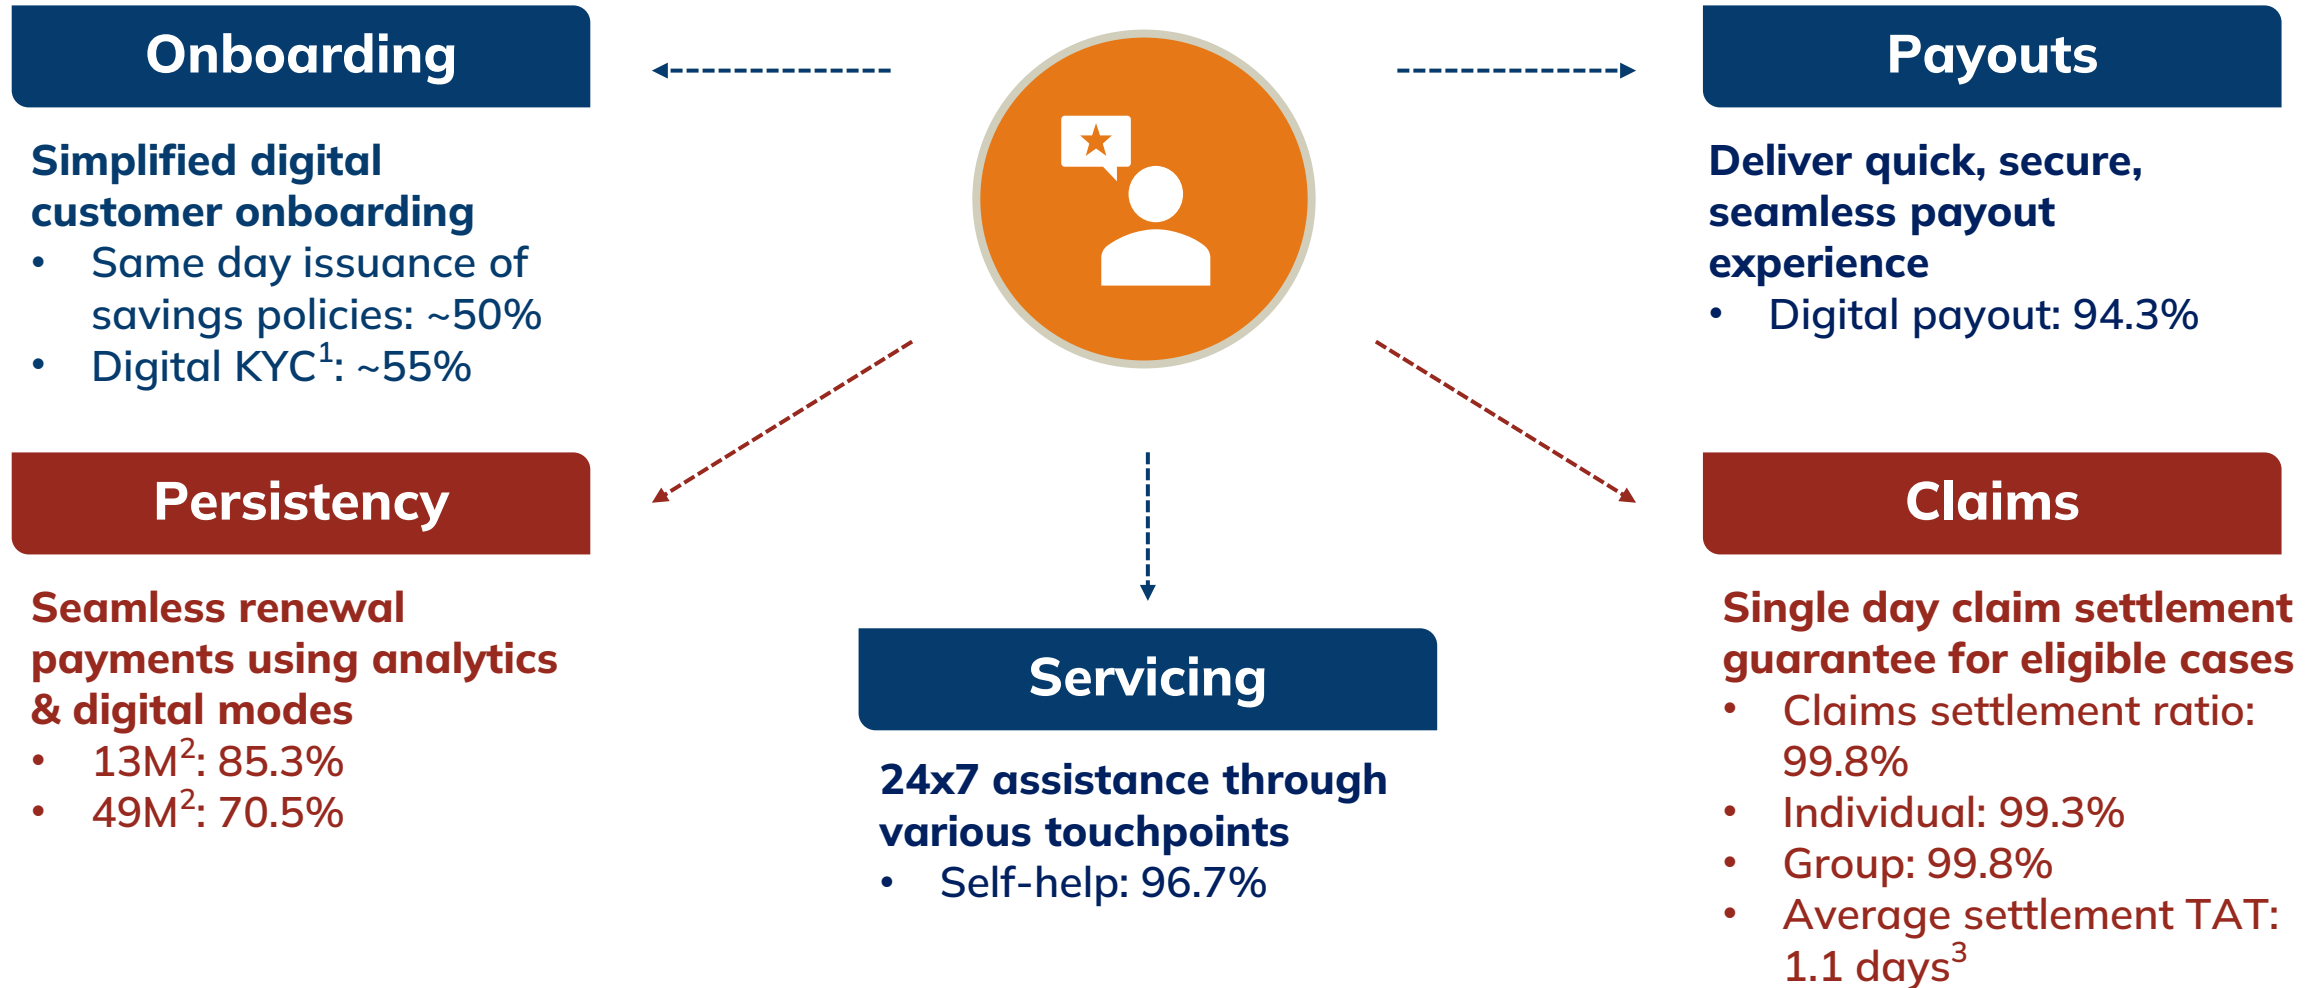 Onboarding
Simplified digital
customer onboarding
• Same day issuance of
savings policies: ~50%
• Digital KYC¹: ~55%
Persistency
Seamless renewal
payments using analytics
& digital modes
• 13M²: 85.3%
• 49M²: 70.5%
Servicing
24x7 assistance through
various touchpoints
• Self-help: 96.7%
Payouts
Deliver quick, secure,
seamless payout
experience
• Digital payout: 94.3%
Claims
Single day claim settlement
guarantee for eligible cases
• Claims settlement ratio:
99.8%
• Individual: 99.3%
• Group: 99.8%
• Average settlement TAT:
1.1 days³